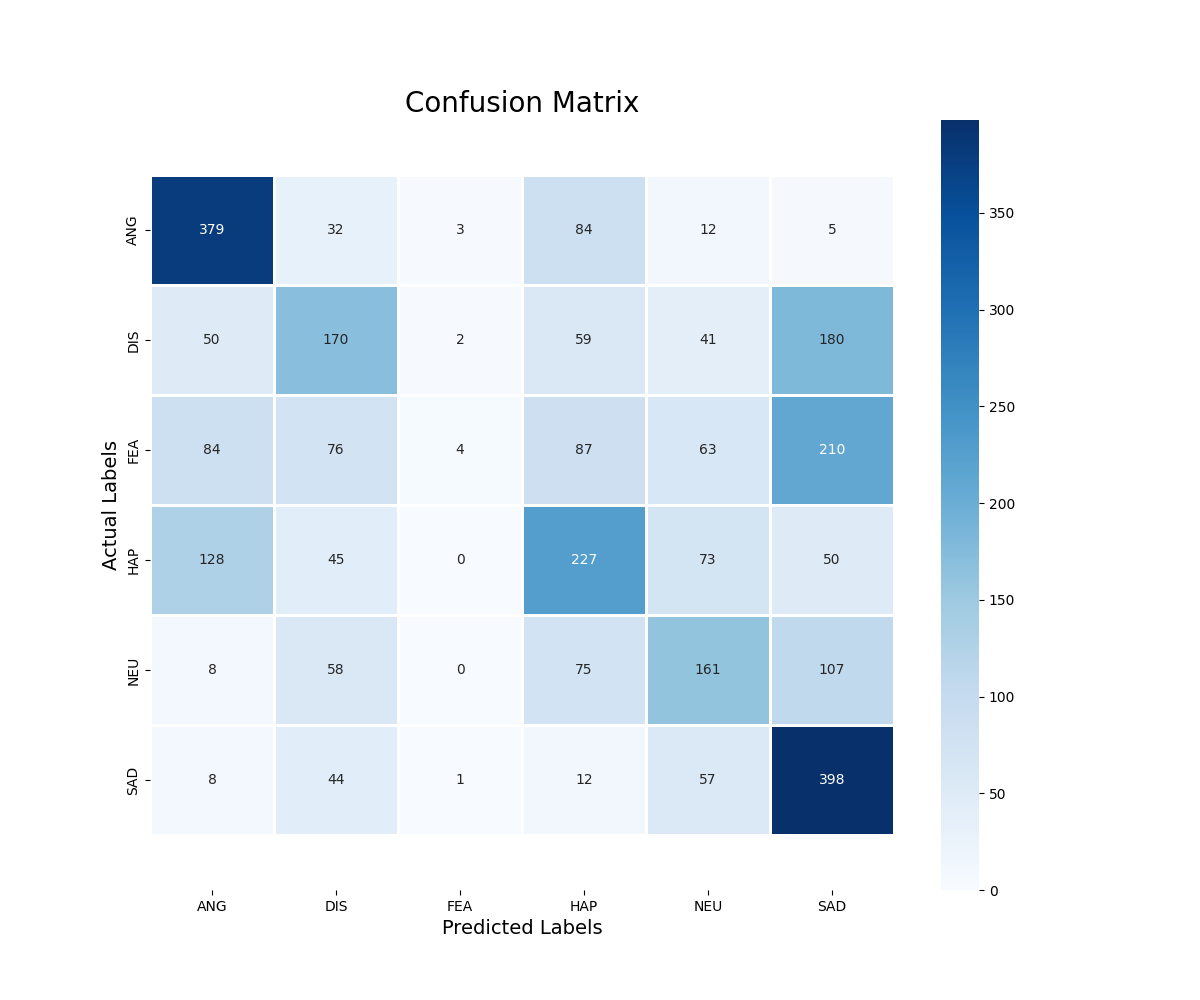 Confusion Matrix
ANG 379 32 3 84 12 5
DIS 50 170 2 59 41 180
FEA 84 76 4 87 63 210
HAP 128 45 0 227 73 50
NEU 8 58 0 75 161 107
SAD 8 44 1 12 57 398
Actual Labels
ANG DIS FEA HAP NEU SAD
Predicted Labels
350
300
250
200
150
100
50
0